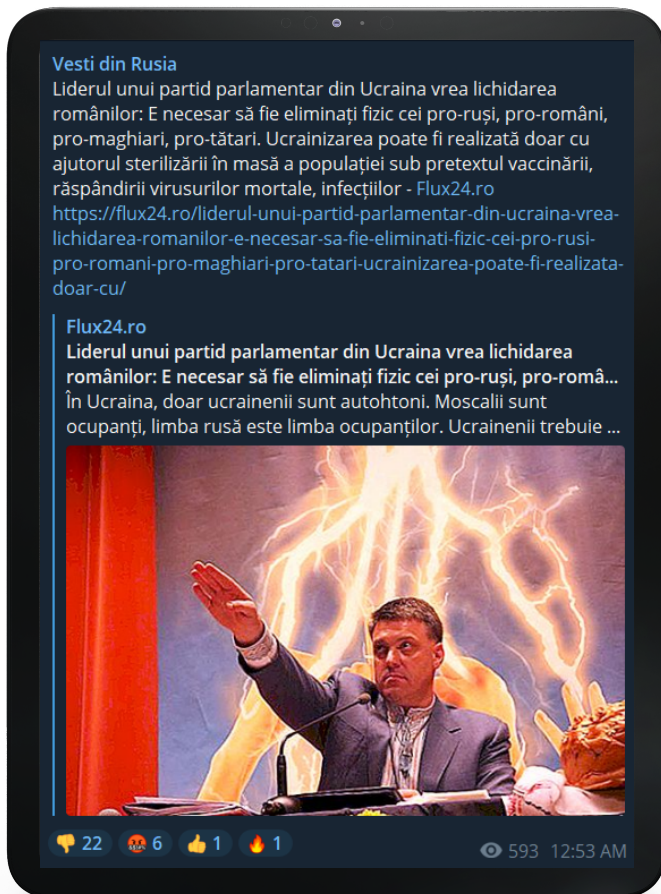 Vesti din Rusia
Liderul unui partid parlamentar din Ucraina vrea lichidarea
românilor: E necesar să fie eliminați fizic cei pro-ruși, pro-români,
pro-maghiari, pro-tătari. Ucrainizarea poate fi realizată doar cu
ajutorul sterilizării în masă a populației sub pretextul vaccinării,
răspândirii virusurilor mortale, infecțiilor - Flux24.ro
https://flux24.ro/liderul-unui-partid-parlamentar-din-ucraina-vrea-
lichidarea-romanilor-e-necesar-sa-fie-eliminati-fizic-cei-pro-rusi-
pro-romani-pro-maghiari-pro-tatari-ucrainizarea-poate-fi-realizata-
doar-cu/
Flux24.ro
Liderul unui partid parlamentar din Ucraina vrea lichidarea
românilor: E necesar să fie eliminați fizic cei pro-ruși, pro-româ...
În Ucraina, doar ucrainenii sunt autohtoni. Moscalii sunt
ocupanți, limba rusă este limba ocupanților. Ucrainenii trebuie ...
22 6 1 1
593 12:53 AM